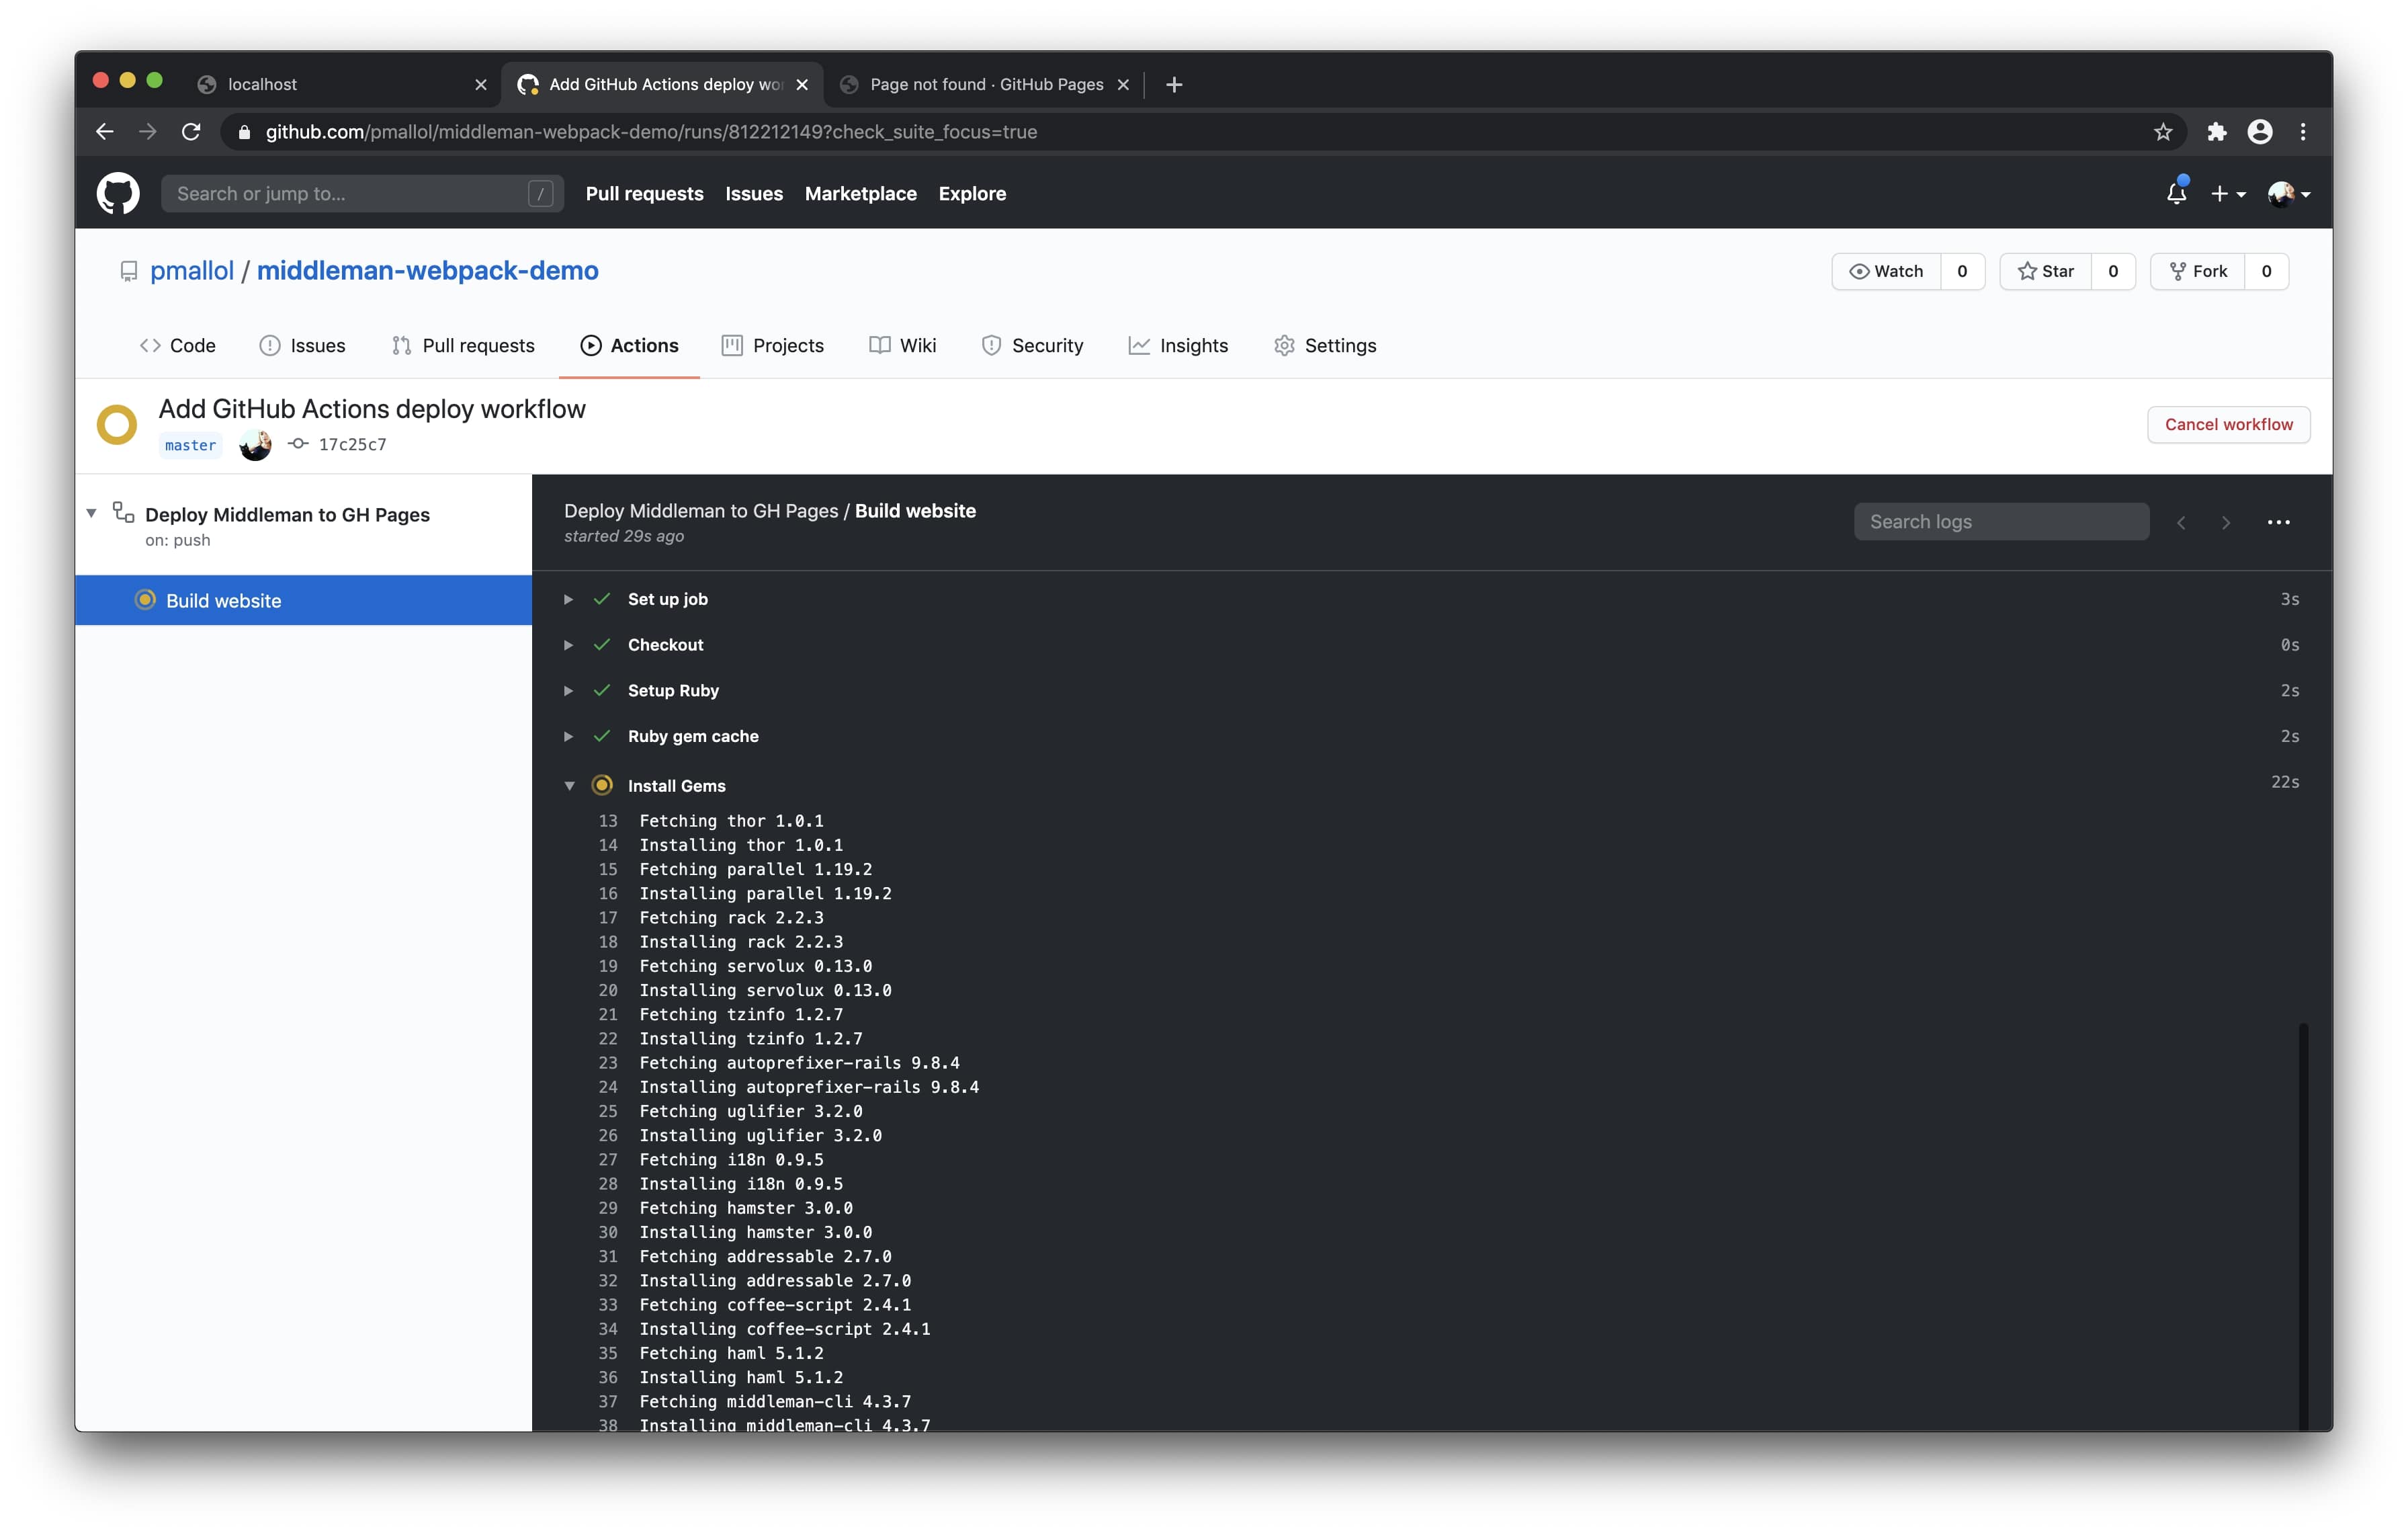 localhost
Add GitHub Actions deploy wo
Page not found · GitHub Pages
github.com/pmallol/middleman-webpack-demo/runs/812212149?check_suite_focus=true
Search or jump to... / Pull requests Issues Marketplace Explore
pmallol / middleman-webpack-demo
Watch 0 Star 0 Fork 0
Code Issues Pull requests Actions Projects Wiki Security Insights Settings
Add GitHub Actions deploy workflow
master 17c25c7
Cancel workflow
Deploy Middleman to GH Pages
on: push
Build website
Deploy Middleman to GH Pages / Build website
started 29s ago
Search logs
Set up job 3s
Checkout 0s
Setup Ruby 2s
Ruby gem cache 2s
Install Gems 22s
13 Fetching thor 1.0.1
14 Installing thor 1.0.1
15 Fetching parallel 1.19.2
16 Installing parallel 1.19.2
17 Fetching rack 2.2.3
18 Installing rack 2.2.3
19 Fetching servolux 0.13.0
20 Installing servolux 0.13.0
21 Fetching tzinfo 1.2.7
22 Installing tzinfo 1.2.7
23 Fetching autoprefixer-rails 9.8.4
24 Installing autoprefixer-rails 9.8.4
25 Fetching uglifier 3.2.0
26 Installing uglifier 3.2.0
27 Fetching i18n 0.9.5
28 Installing i18n 0.9.5
29 Fetching hamster 3.0.0
30 Installing hamster 3.0.0
31 Fetching addressable 2.7.0
32 Installing addressable 2.7.0
33 Fetching coffee-script 2.4.1
34 Installing coffee-script 2.4.1
35 Fetching haml 5.1.2
36 Installing haml 5.1.2
37 Fetching middleman-cli 4.3.7
38 Installing middleman-cli 4.3.7